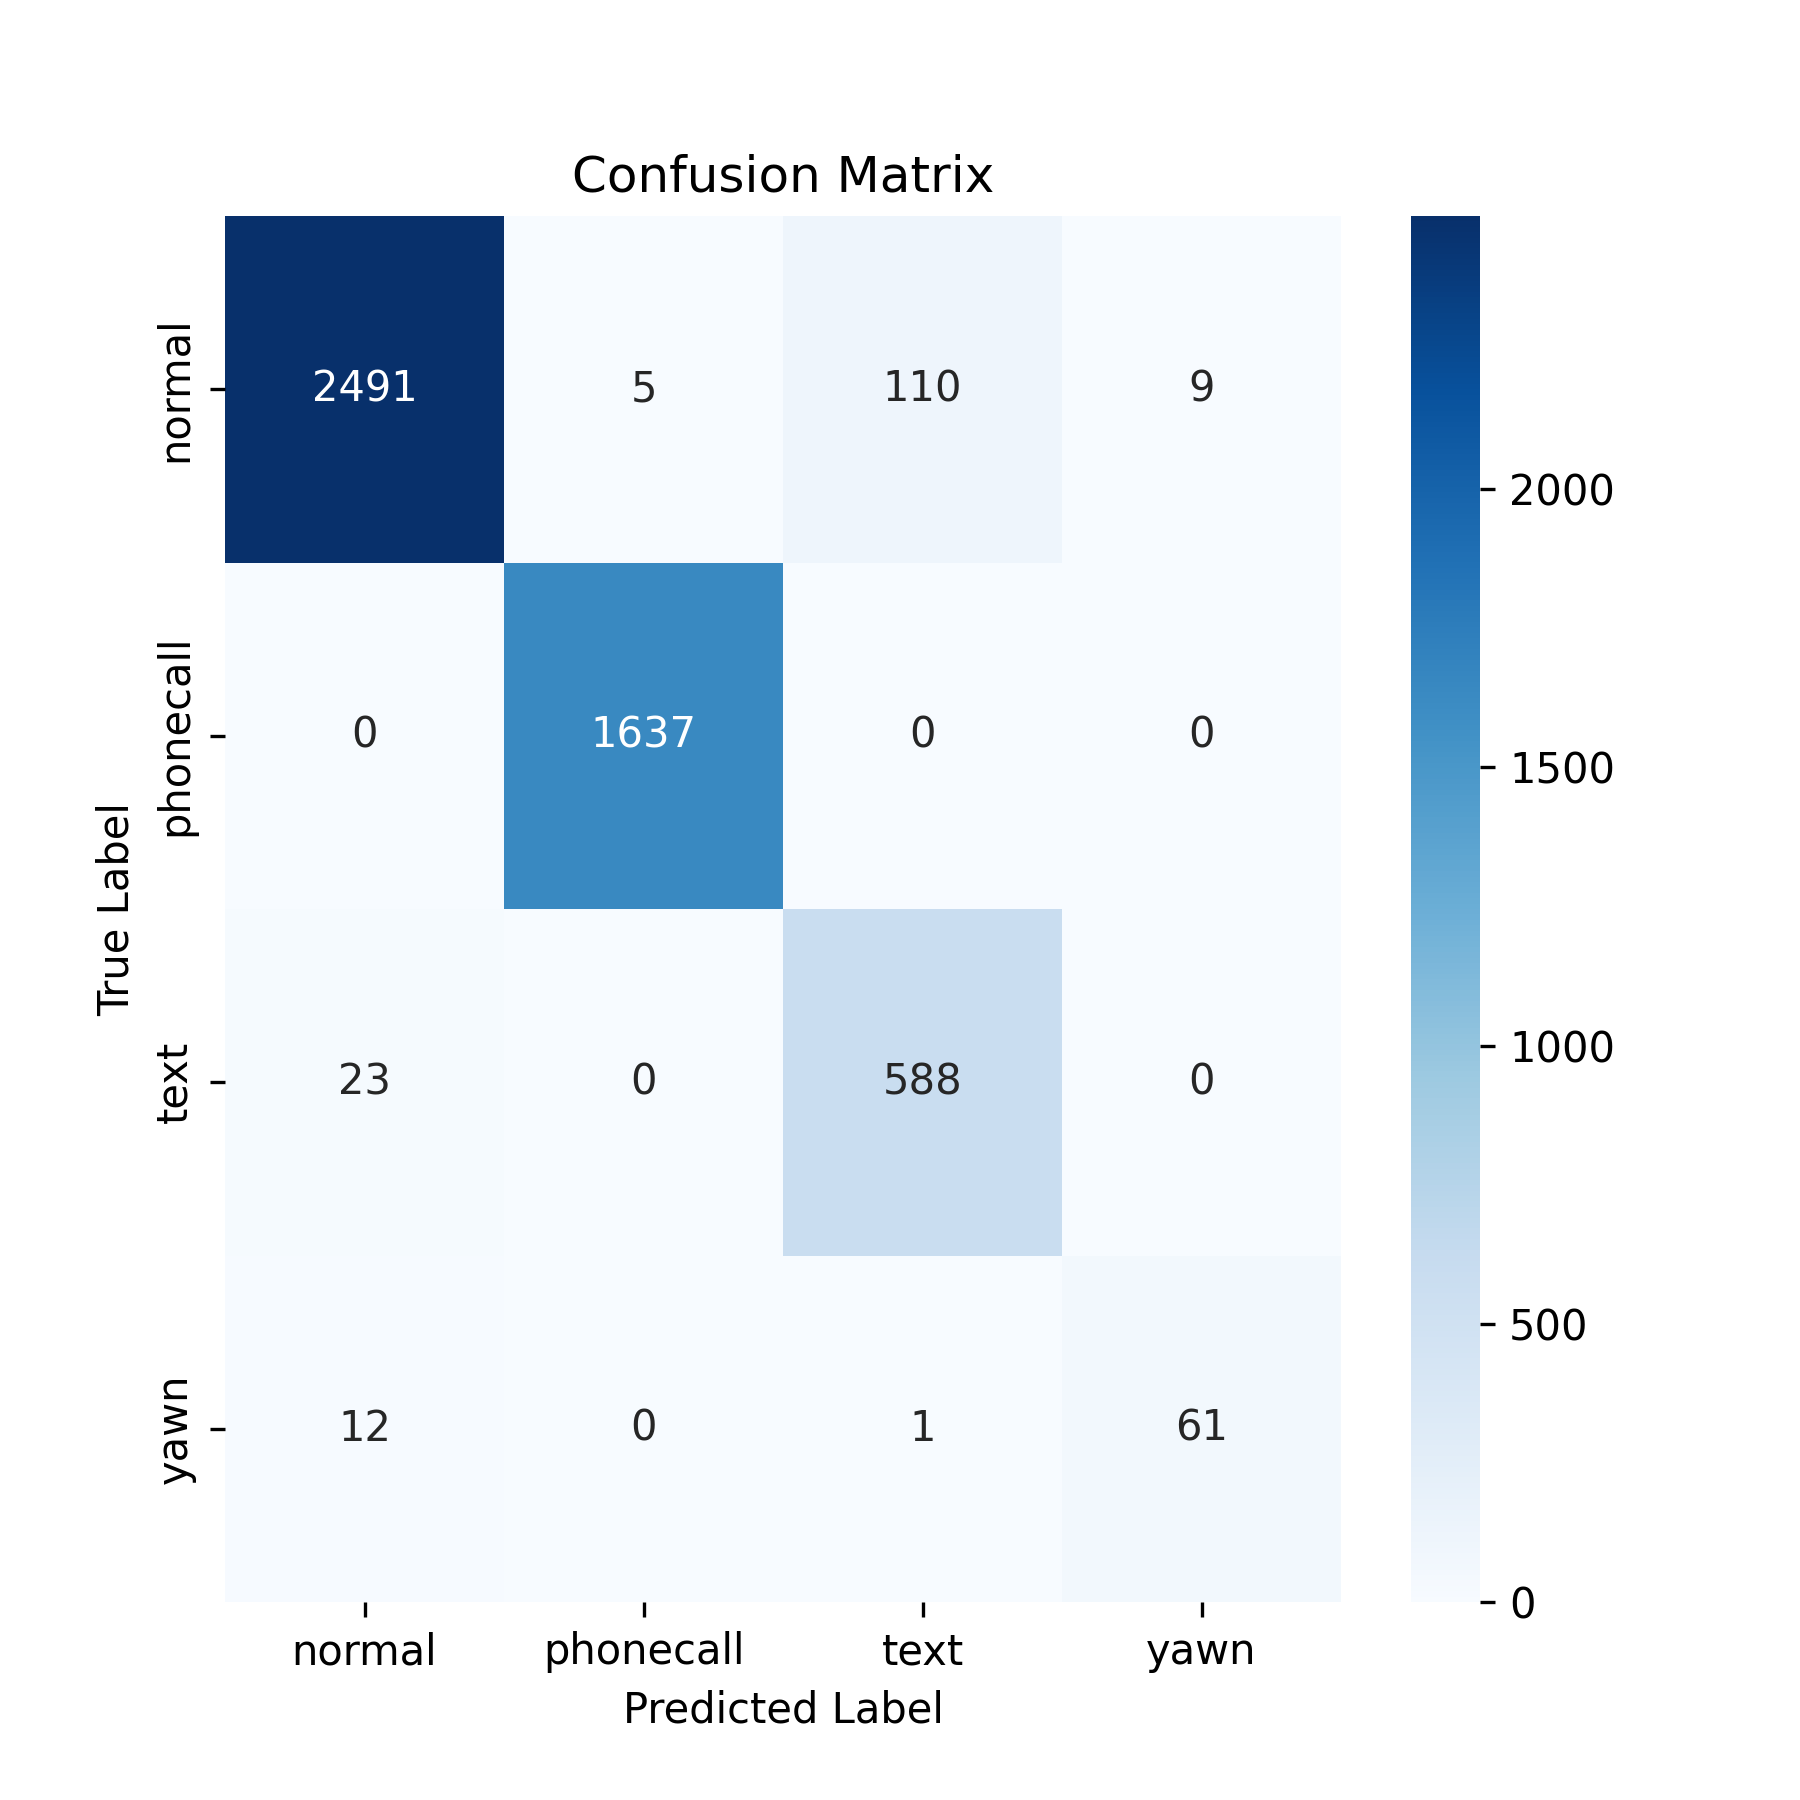 Confusion Matrix
True Label
normal
2491 5 110 9
phonecall
0 1637 0 0
text
23 0 588 0
yawn
12 0 1 61
normal phonecall text yawn
Predicted Label
2000
1500
1000
500
0